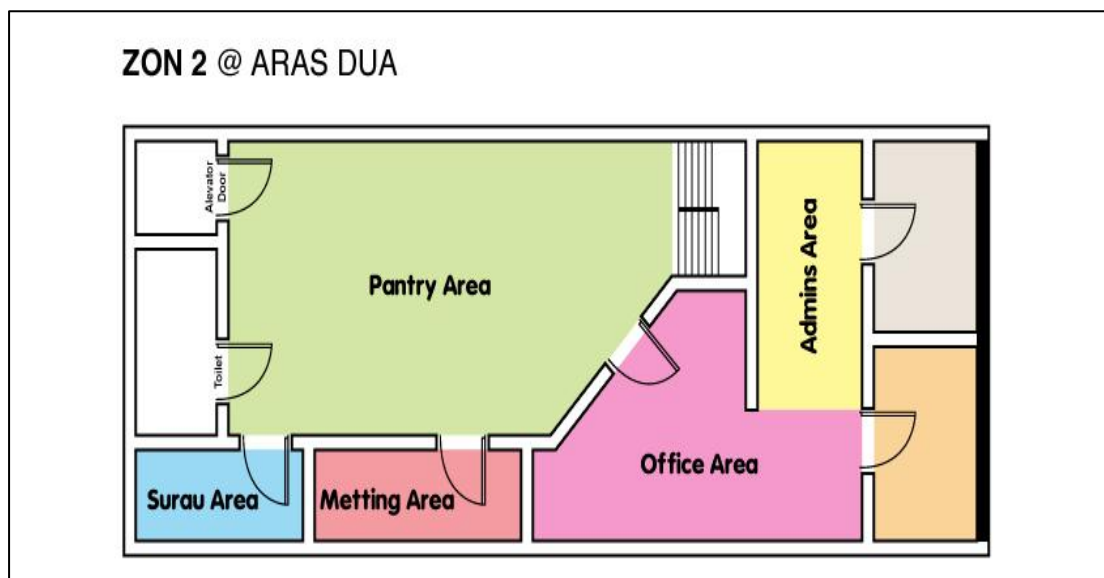 ZON 2 @ ARAS DUA
Alevator
Door
Pantry Area
Admins Area
Toilet
Office Area
Surau Area
Metting Area